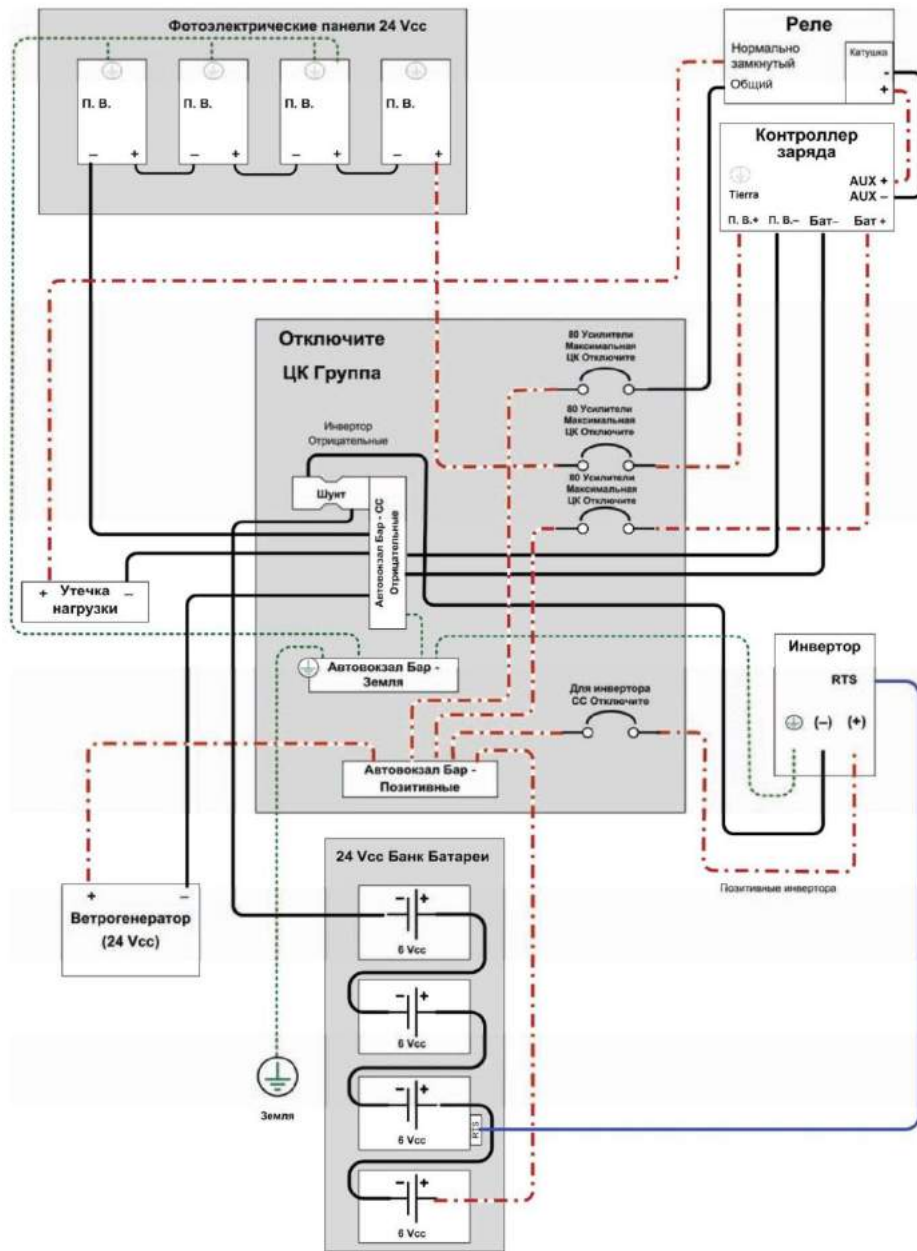 Фотоэлектрические панели 24 Vcc
П. В.
П. В.
П. В.
П. В.
– +
– +
– +
– +
Реле
Нормально
замкнутый
Общий
Катушка
-
+
Контроллер
заряда
Tierra
AUX +
AUX –
П. В.+ П. В.– Бат– Бат +
Отключите
ЦК Группа
80 Усилители
Максимальная
ЦК Отключите
80 Усилители
Максимальная
ЦК Отключите
80 Усилители
Максимальная
ЦК Отключите
Инвертор
Отрицательные
Шунт
Автовокзал Бар - СС
Отрицательные
+ Утечка –
нагрузки
Автовокзал Бар -
Земля
Для инвертора
СС Отключите
Автовокзал Бар -
Позитивные
Инвертор
RTS
(–) (+)
Позитивные инвертора
+ –
Ветрогенератор
(24 Vcc)
Земля
24 Vcc Банк Батареи
– +
6 Vcc
– +
6 Vcc
– +
6 Vcc
RTS
– +
6 Vcc